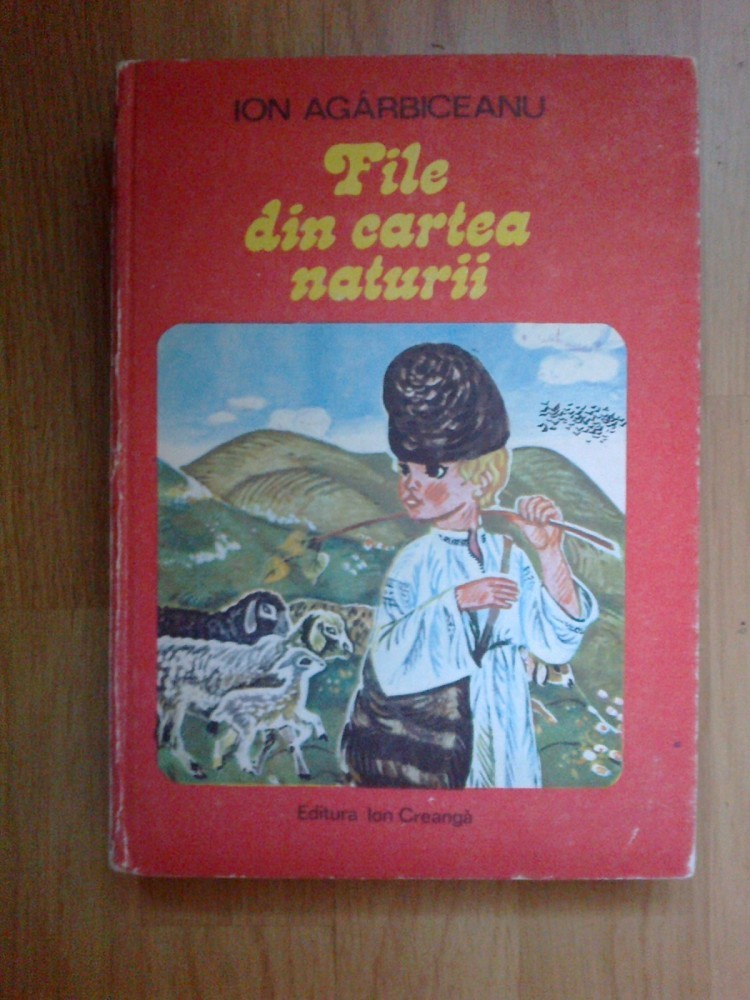 ION AGÂRBICEANU
File
din cartea
naturii
Editura Ion Creangă